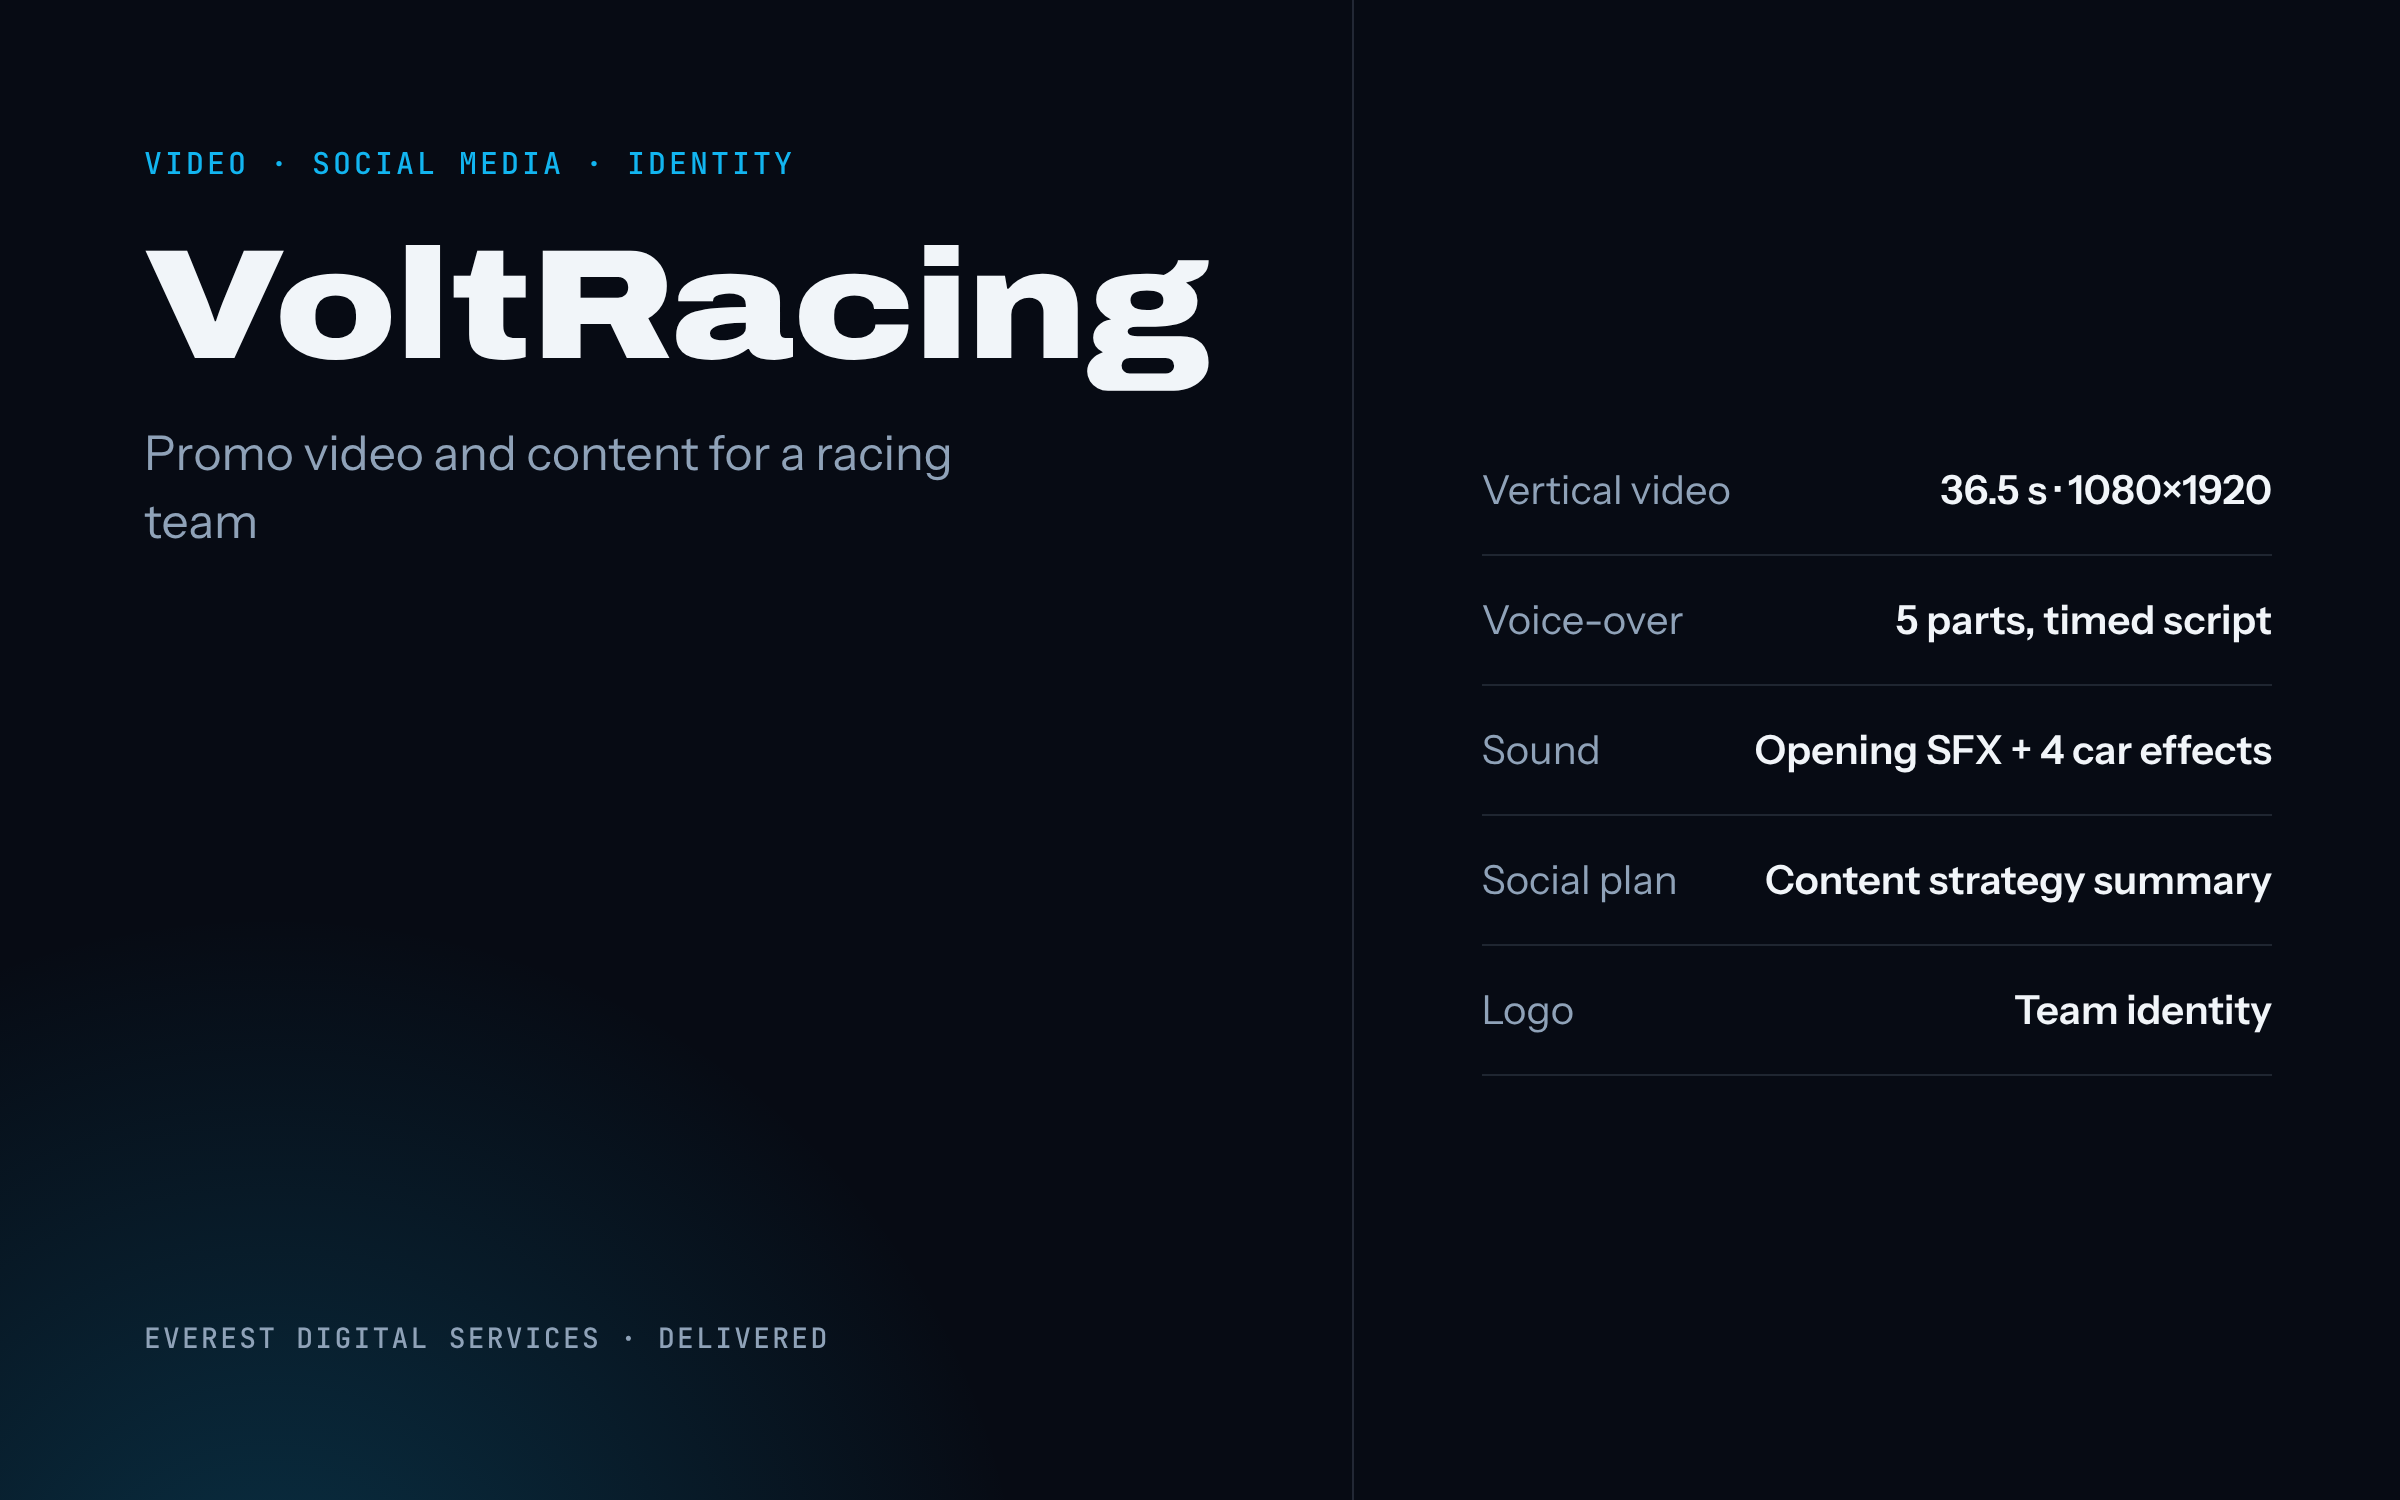 VIDEO · SOCIAL MEDIA · IDENTITY
VoltRacing
Promo video and content for a racing
team
Vertical video 36.5 s · 1080×1920
Voice-over 5 parts, timed script
Sound Opening SFX + 4 car effects
Social plan Content strategy summary
Logo Team identity
EVEREST DIGITAL SERVICES · DELIVERED